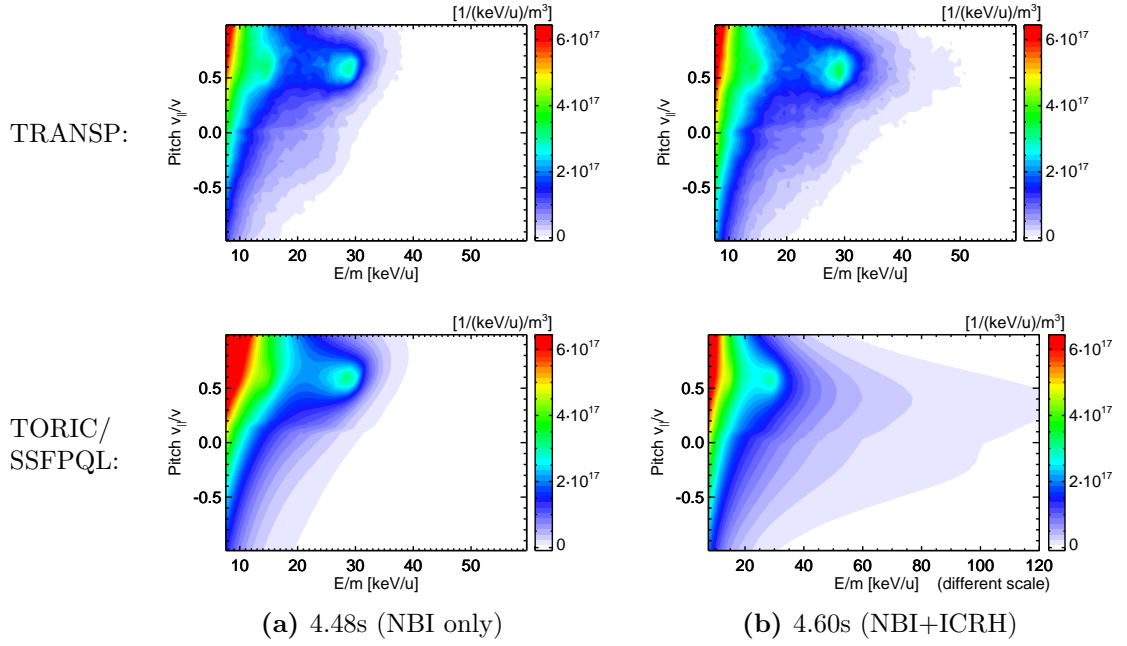 [1/(keV/u)/m³]
[1/(keV/u)/m³]
TRANSP:
Pitch v||/v
0.5
0.0
-0.5
10 20 30 40 50
E/m [keV/u]
6·10¹⁷
4·10¹⁷
2·10¹⁷
0
Pitch v||/v
0.5
0.0
-0.5
10 20 30 40 50
E/m [keV/u]
6·10¹⁷
4·10¹⁷
2·10¹⁷
0
[1/(keV/u)/m³]
[1/(keV/u)/m³]
TORIC/
SSFPQL:
Pitch v||/v
0.5
0.0
-0.5
10 20 30 40 50
E/m [keV/u]
6·10¹⁷
4·10¹⁷
2·10¹⁷
0
Pitch v||/v
0.5
0.0
-0.5
20 40 60 80 100 120
E/m [keV/u] (different scale)
6·10¹⁷
4·10¹⁷
2·10¹⁷
0
(a) 4.48s (NBI only)
(b) 4.60s (NBI+ICRH)